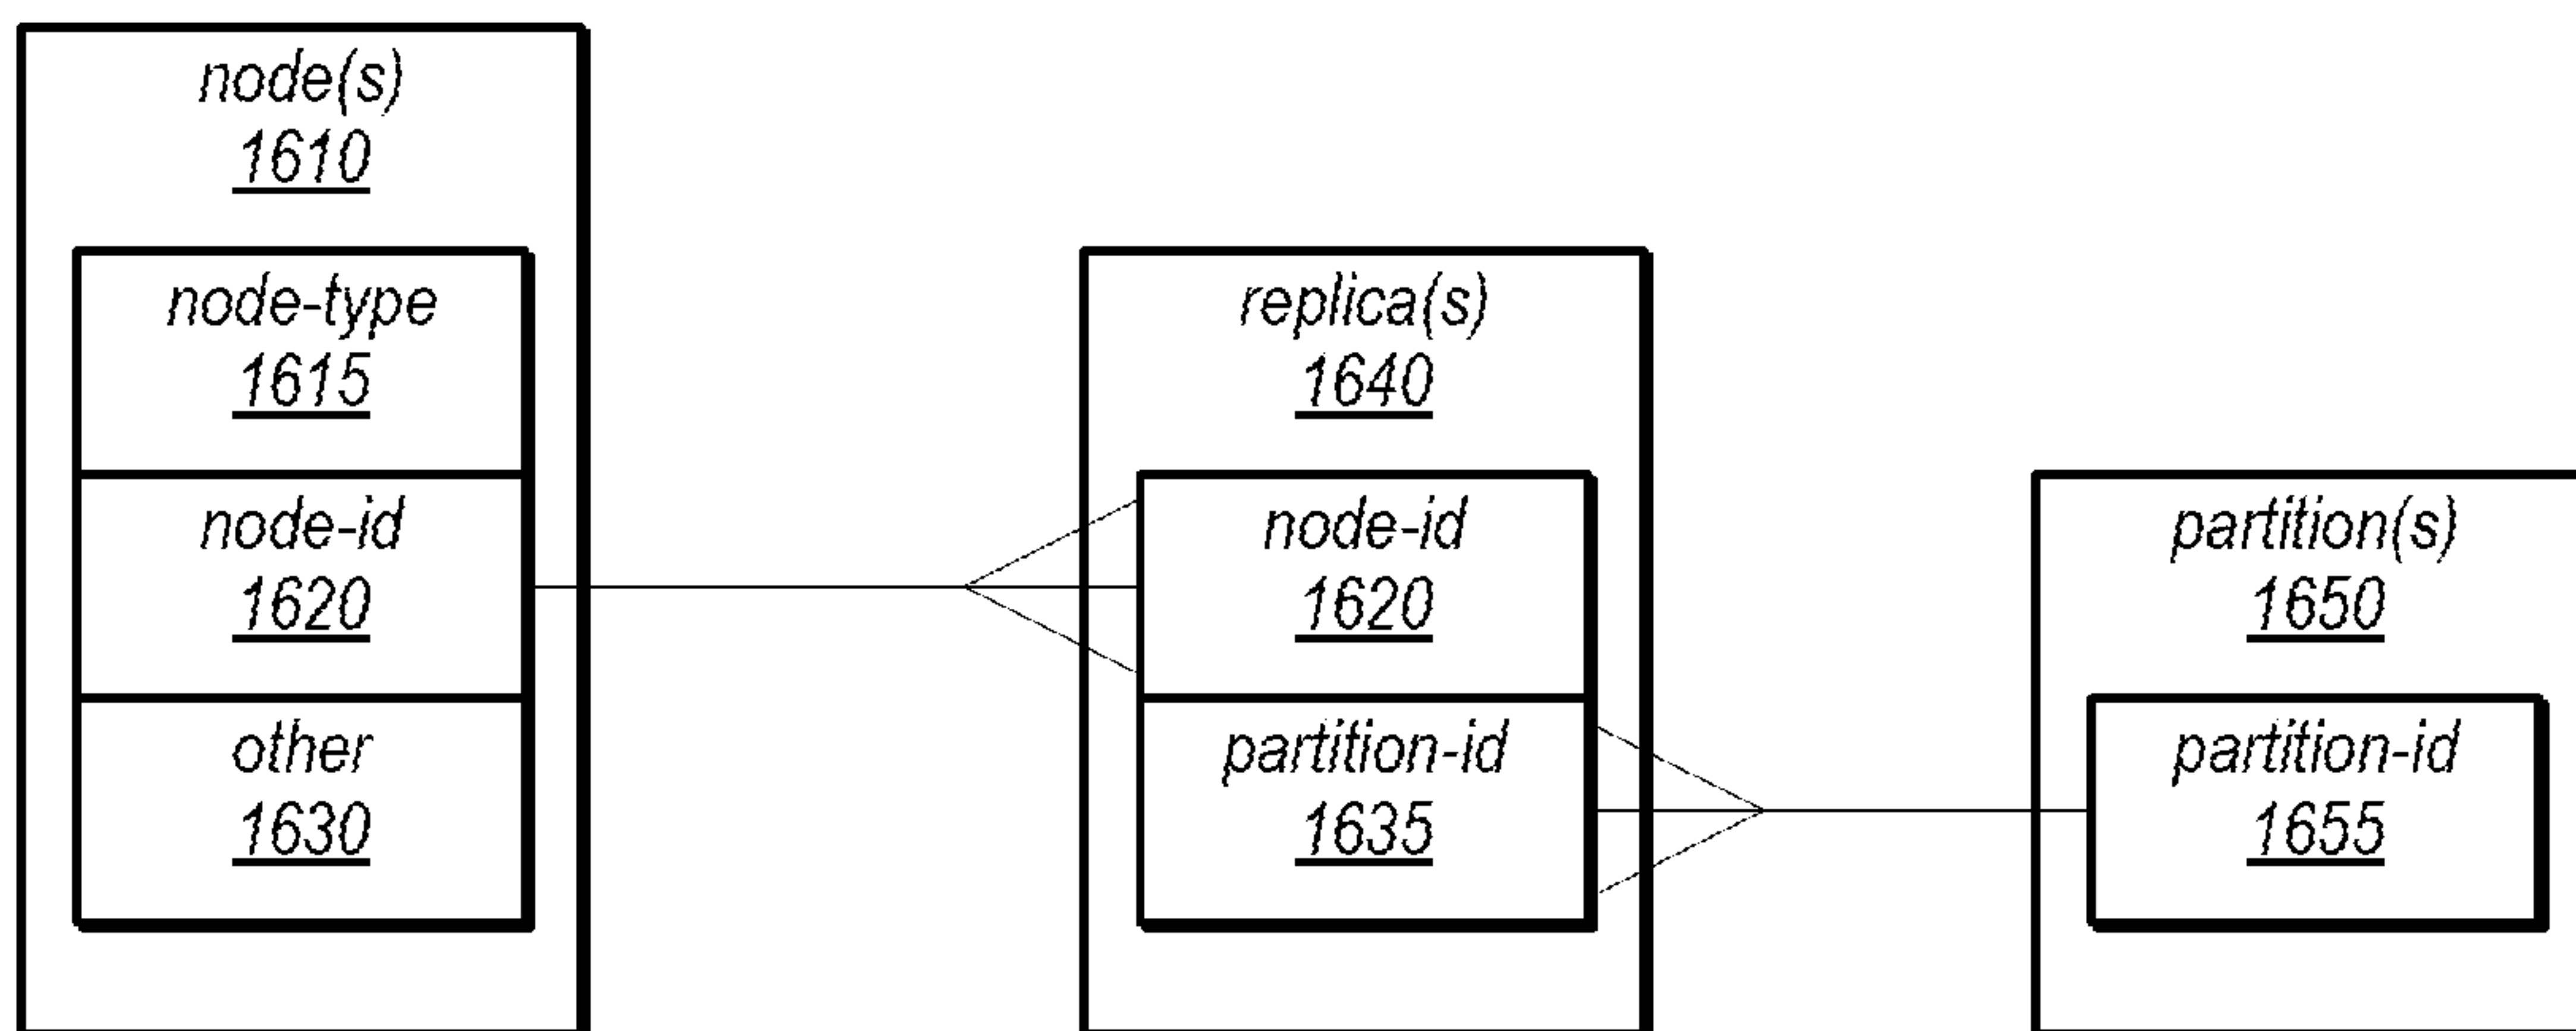 node(s)
1610
node-type
1615
node-id
1620
other
1630
replica(s)
1640
node-id
1620
partition-id
1635
partition(s)
1650
partition-id
1655